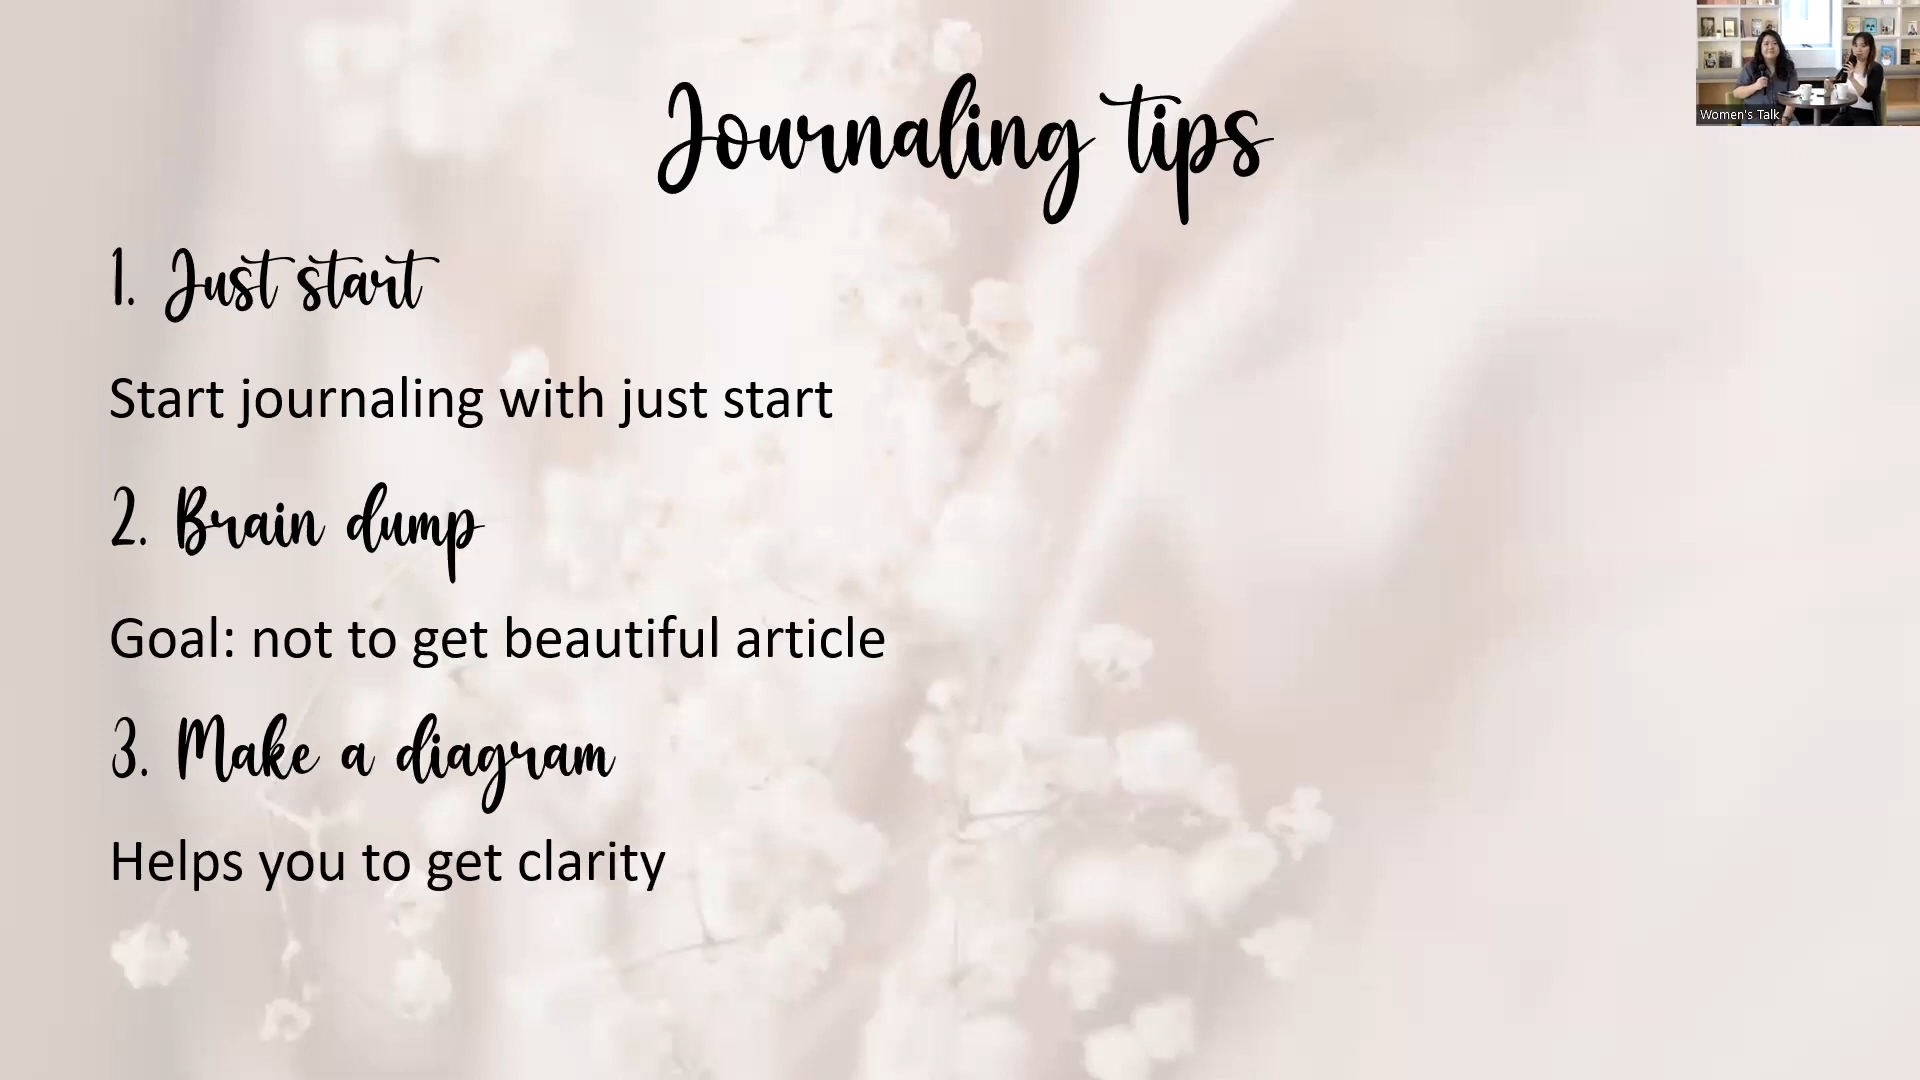 Journaling tips
1. Just start
Start journaling with just start
2. Brain dump
Goal: not to get beautiful article
3. Make a diagram
Helps you to get clarity
Women's Talk